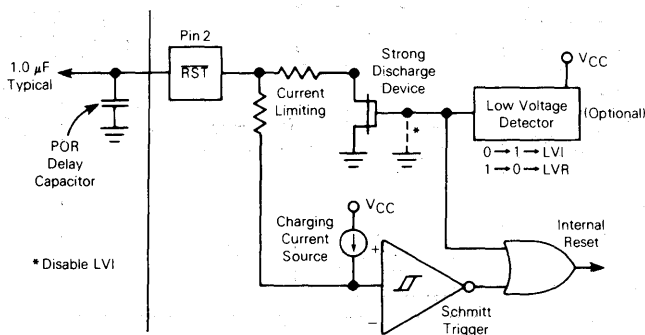 Pin 2
1.0 µF
Typical
RST
Current
Limiting
Strong
Discharge
Device
VCC
Low Voltage
Detector
(Optional)
0→1→LVI
1→0→LVR
*
POR
Delay
Capacitor
VCC
Charging
Current
Source
+
−
Schmitt
Trigger
Internal
Reset
* Disable LVI